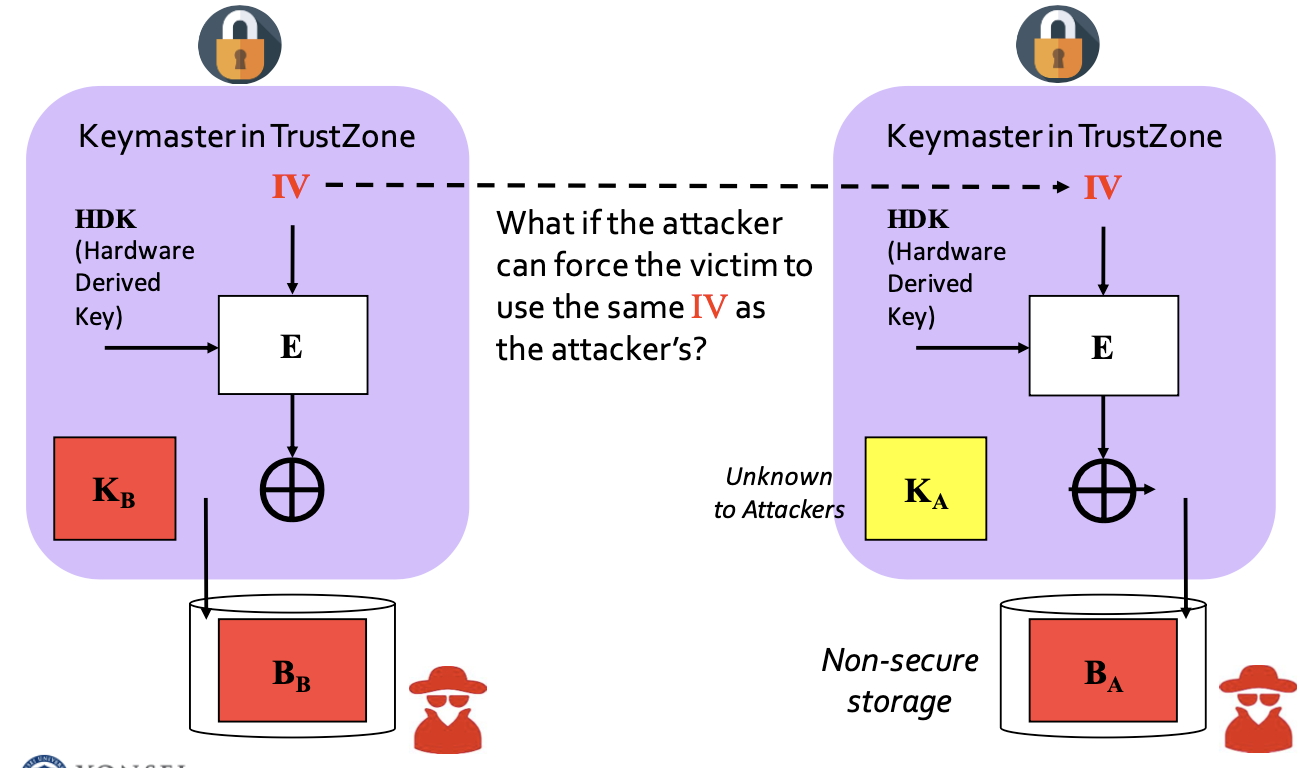 Keymaster in TrustZone
IV
HDK
(Hardware
Derived
Key)
E
K_B
B_B
What if the attacker
can force the victim to
use the same IV as
the attacker's?
Keymaster in TrustZone
IV
HDK
(Hardware
Derived
Key)
E
Unknown
to Attackers
K_A
Non-secure
storage
B_A